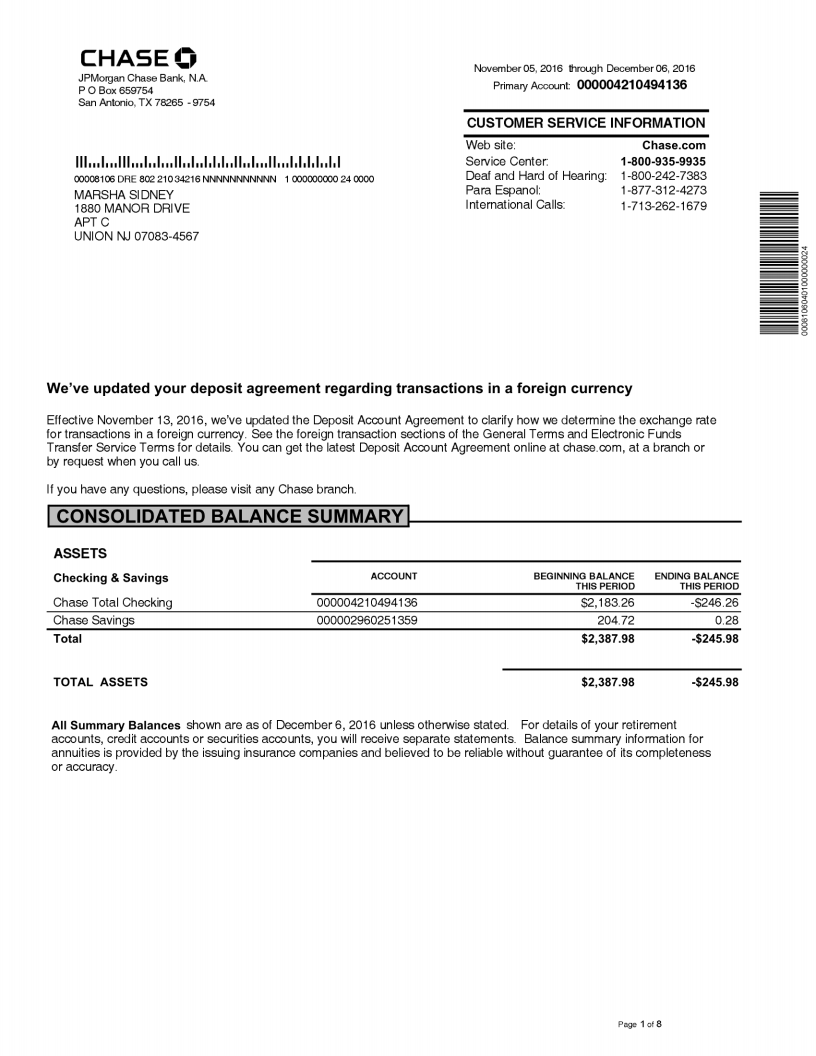 CHASE
JPMorgan Chase Bank, N.A.
P O Box 659754
San Antonio, TX 78265 - 9754
November 05, 2016 through December 06, 2016
Primary Account: 000004210494136
CUSTOMER SERVICE INFORMATION
Web site: Chase.com
Service Center: 1-800-935-9935
Deaf and Hard of Hearing: 1-800-242-7383
Para Espanol: 1-877-312-4273
International Calls: 1-713-262-1679
00008106 DRE 802 210 34216 NNNNNNNNNNN 1 000000000 24 0000
MARSHA SIDNEY
1880 MANOR DRIVE
APT C
UNION NJ 07083-4567
00081060401000000024
We've updated your deposit agreement regarding transactions in a foreign currency
Effective November 13, 2016, we've updated the Deposit Account Agreement to clarify how we determine the exchange rate
for transactions in a foreign currency. See the foreign transaction sections of the General Terms and Electronic Funds
Transfer Service Terms for details. You can get the latest Deposit Account Agreement online at chase.com, at a branch or
by request when you call us.
If you have any questions, please visit any Chase branch.
CONSOLIDATED BALANCE SUMMARY
ASSETS
Checking & Savings ACCOUNT BEGINNING BALANCE THIS PERIOD ENDING BALANCE THIS PERIOD
Chase Total Checking 000004210494136 $2,183.26 -$246.26
Chase Savings 000002960251359 204.72 0.28
Total $2,387.98 -$245.98
TOTAL ASSETS $2,387.98 -$245.98
All Summary Balances shown are as of December 6, 2016 unless otherwise stated. For details of your retirement
accounts, credit accounts or securities accounts, you will receive separate statements. Balance summary information for
annuities is provided by the issuing insurance companies and believed to be reliable without guarantee of its completeness
or accuracy.
Page 1 of 8